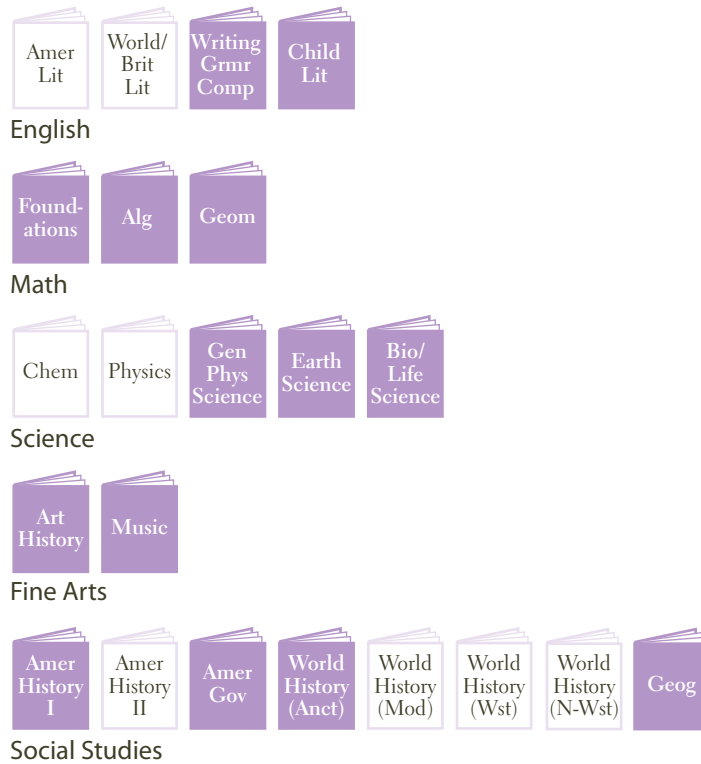 Amer
Lit
World/
Brit
Lit
Writing
Grmr
Comp
Child
Lit
English
Found-
ations
Alg
Geom
Math
Chem
Physics
Gen
Phys
Science
Earth
Science
Bio/
Life
Science
Science
Art
History
Music
Fine Arts
Amer
History
I
Amer
History
II
Amer
Gov
World
History
(Anct)
World
History
(Mod)
World
History
(Wst)
World
History
(N-Wst)
Geog
Social Studies